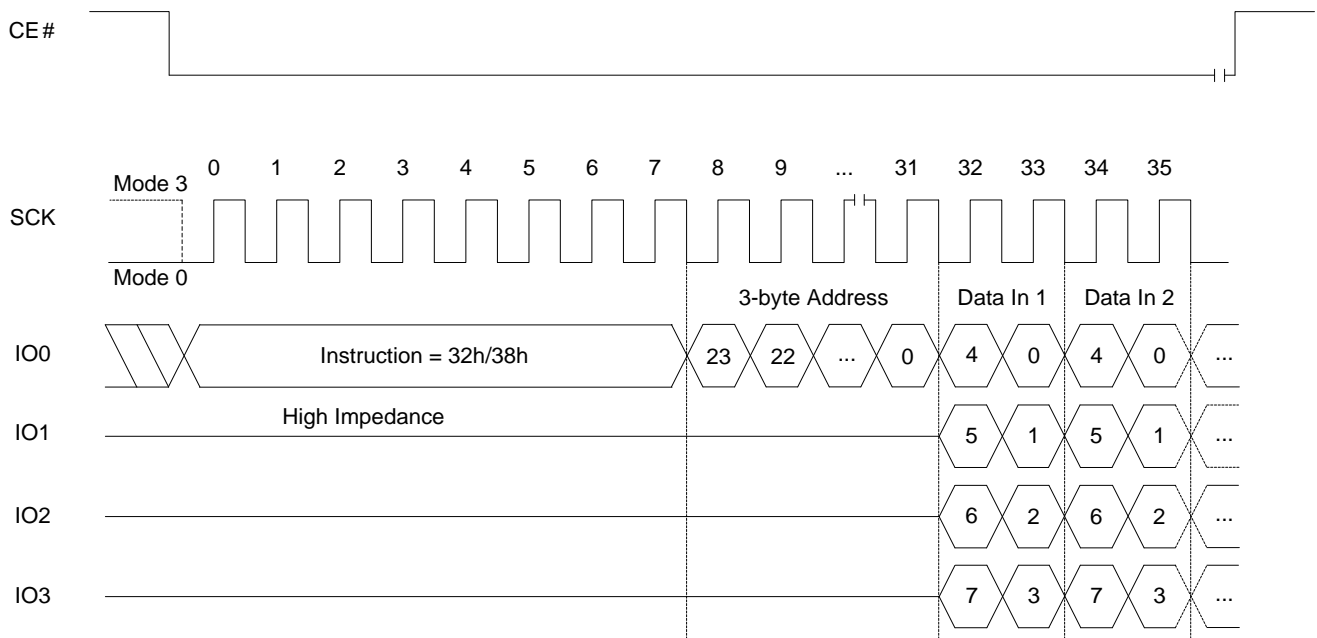 CE#
0 1 2 3 4 5 6 7 8 9 ... 31 32 33 34 35
Mode 3
SCK
Mode 0
3-byte Address Data In 1 Data In 2
IO0 Instruction = 32h/38h 23 22 ... 0 4 0 4 0 ...
High Impedance
IO1 5 1 5 1 ...
IO2 6 2 6 2 ...
IO3 7 3 7 3 ...